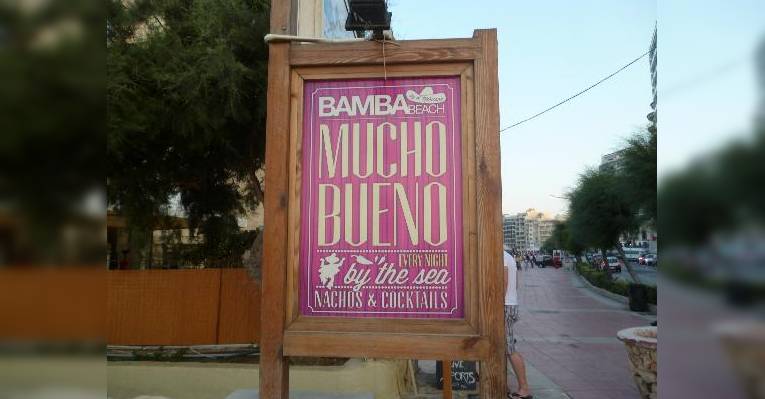 BAMBA
BEACH
MUCHO
BUENO
EVERY NIGHT
by the sea
NACHOS & COCKTAILS